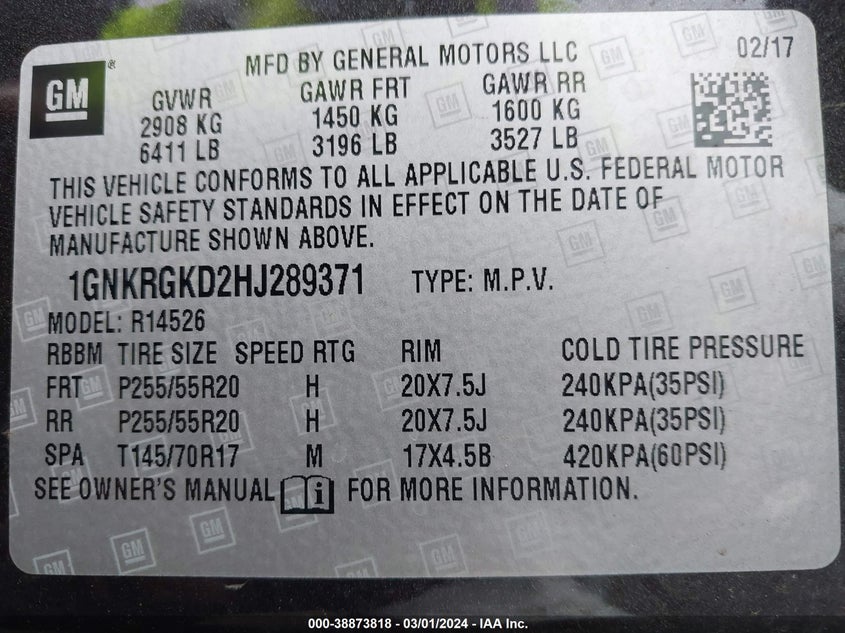 GM ®
MFD BY GENERAL MOTORS LLC 02/17
GVWR GAWR FRT GAWR RR
2908 KG 1450 KG 1600 KG
6411 LB 3196 LB 3527 LB
THIS VEHICLE CONFORMS TO ALL APPLICABLE U.S. FEDERAL MOTOR
VEHICLE SAFETY STANDARDS IN EFFECT ON THE DATE OF
MANUFACTURE SHOWN ABOVE.
1GNKRGKD2HJ289371 TYPE: M.P.V.
MODEL: R14526
RBBM TIRE SIZE SPEED RTG RIM COLD TIRE PRESSURE
FRT P255/55R20 H 20X7.5J 240KPA(35PSI)
RR P255/55R20 H 20X7.5J 240KPA(35PSI)
SPA T145/70R17 M 17X4.5B 420KPA(60PSI)
SEE OWNER'S MANUAL i FOR MORE INFORMATION.
000-38873818 - 03/01/2024 - IAA Inc.